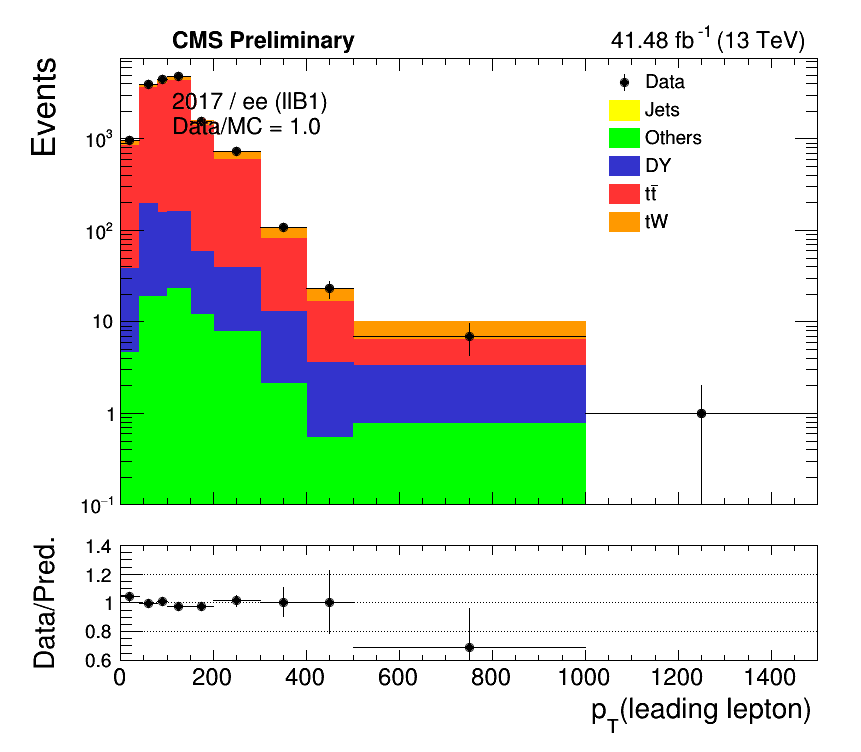 CMS Preliminary
41.48 fb⁻¹ (13 TeV)
Events
2017 / ee (IIB1)
Data/MC = 1.0
Data
Jets
Others
DY
tt̄
tW
10³
10²
10
1
10⁻¹
Data/Pred.
1.4
1.2
1
0.8
0.6
0 200 400 600 800 1000 1200 1400
p_T(leading lepton)